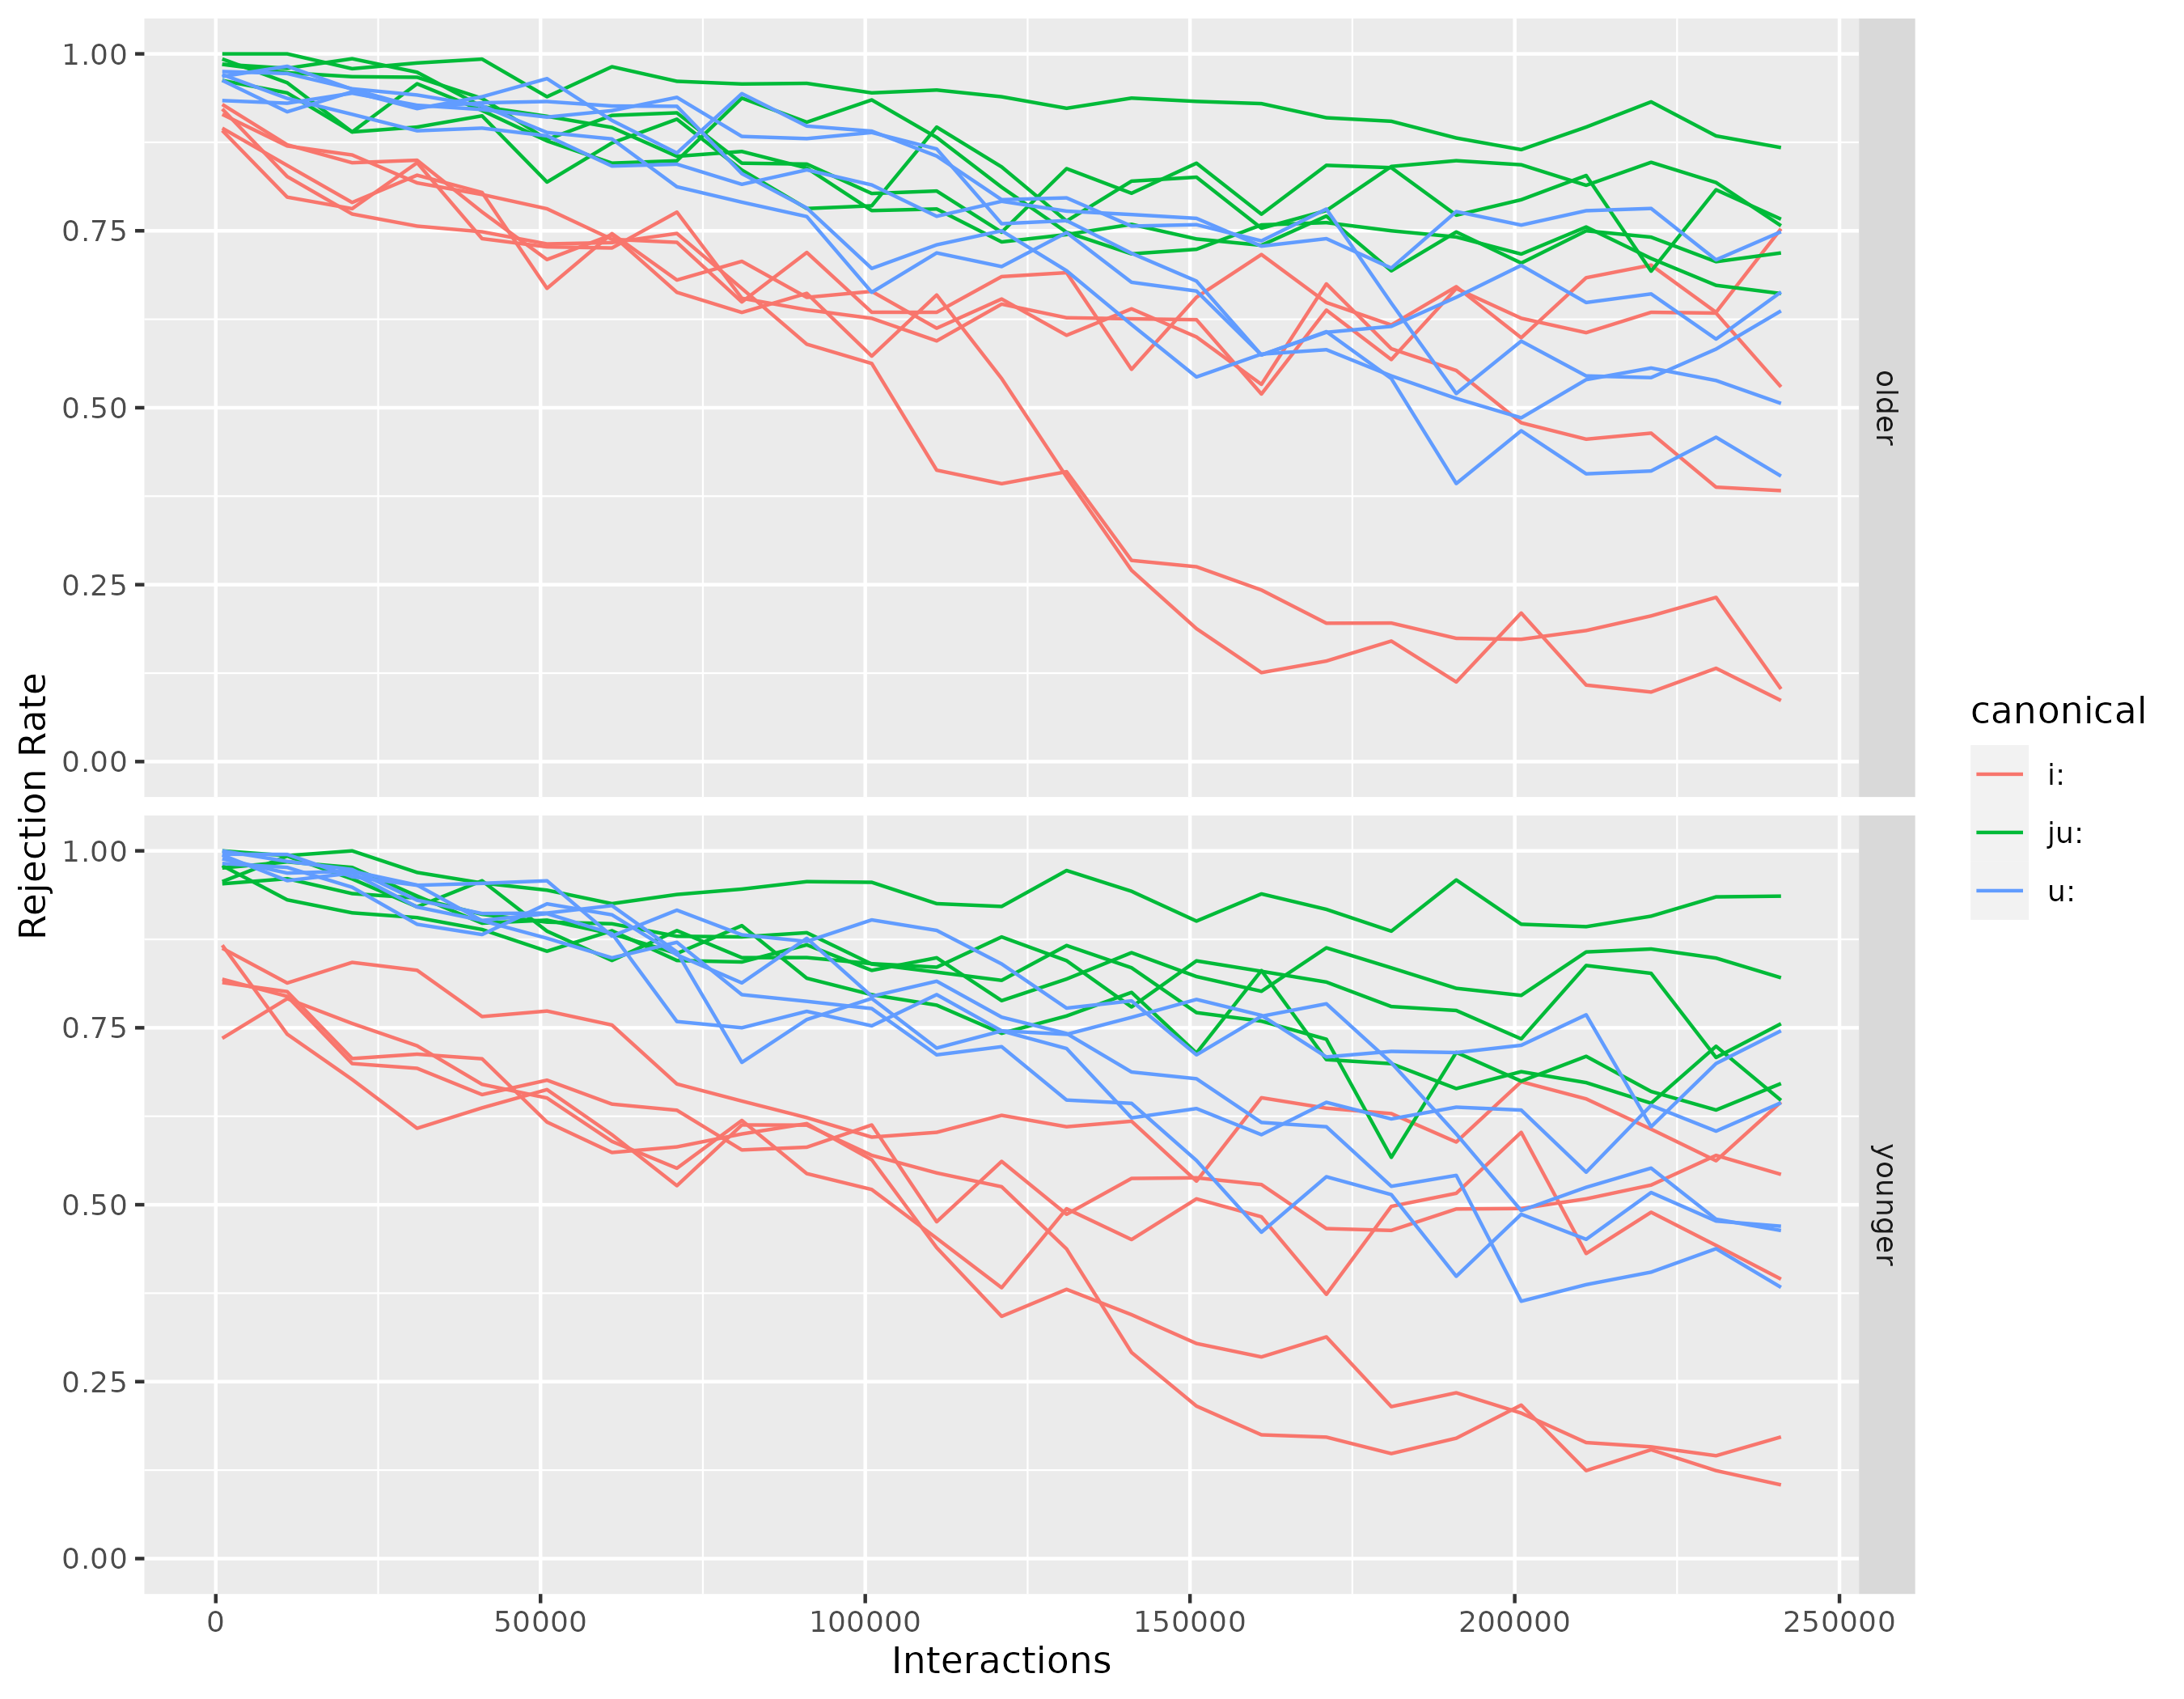 1.00
0.75
0.50
0.25
0.00
older
1.00
0.75
0.50
0.25
0.00
younger
Rejection Rate
0 50000 100000 150000 200000 250000
Interactions
canonical
i:
ju:
u: